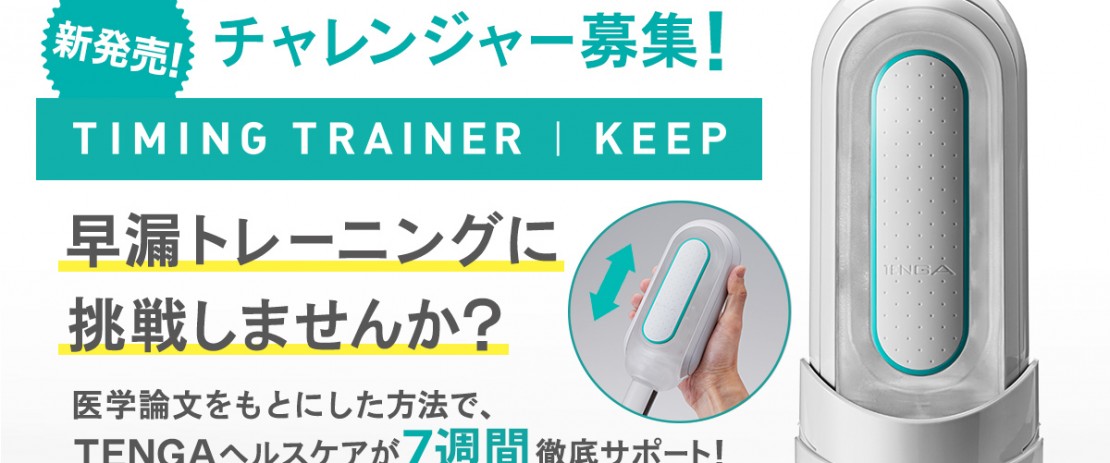 新発売!
チャレンジャー募集!
TIMING TRAINER | KEEP
早漏トレーニングに
挑戦しませんか?
医学論文をもとにした方法で、
TENGAヘルスケアが7週間徹底サポート!
TENGA